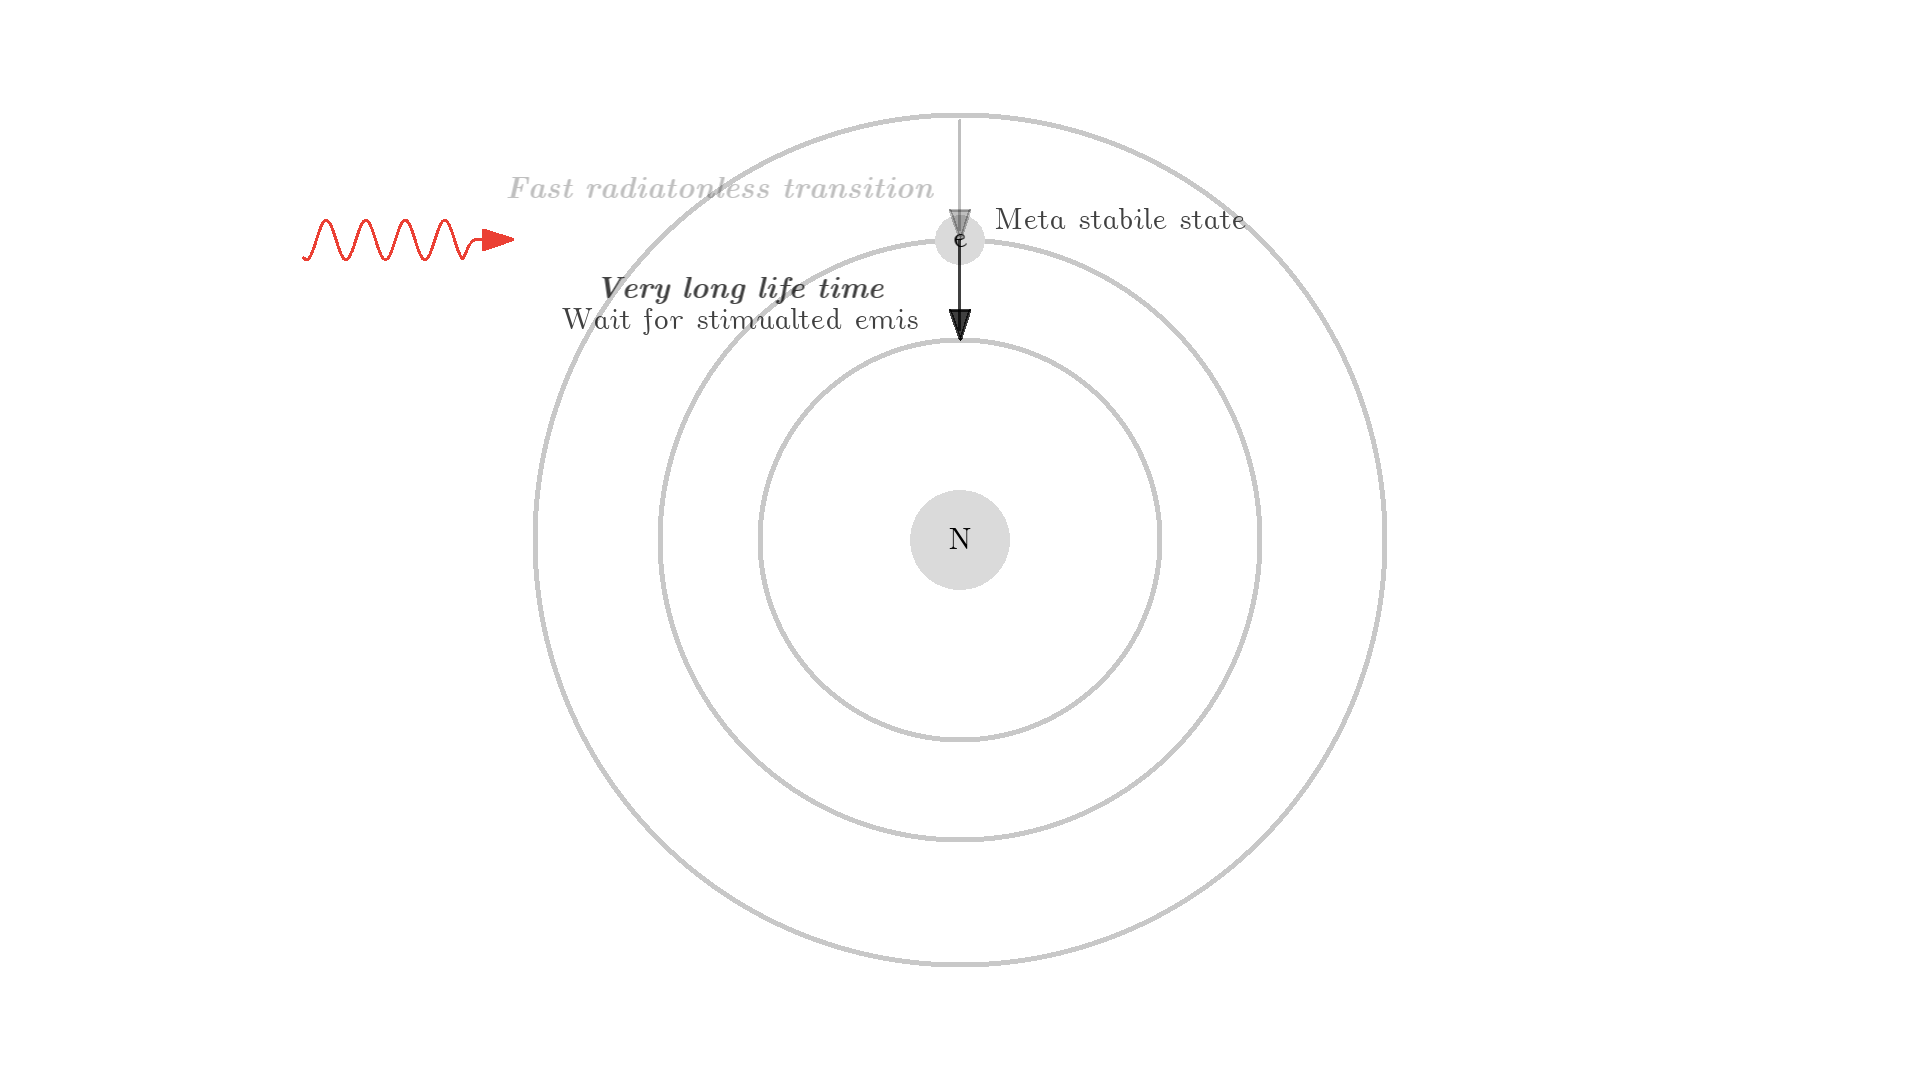 Fast radiatonless transition
Meta stabile state
e
Very long life time
Wait for stimualted emis
N